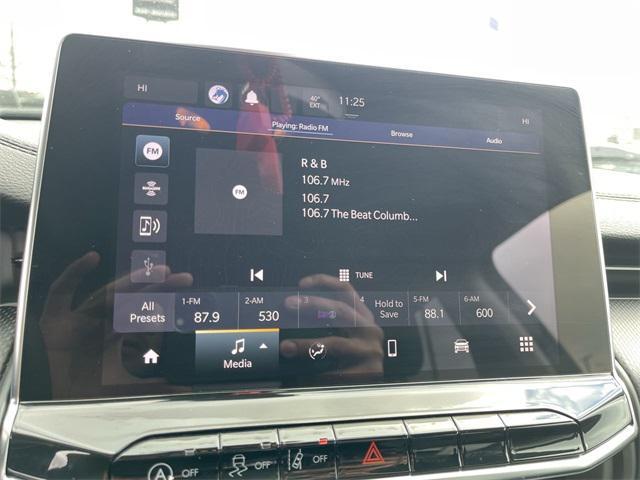 HI
40°
EXT
11:25
HI
Source
Playing: Radio FM
Browse
Audio
FM
FM
R & B
106.7 MHz
106.7
106.7 The Beat Columb...
TUNE
All
Presets
1-FM
87.9
2-AM
530
3
4
Hold to
Save
5-FM
88.1
6-AM
600
Media
A
OFF
OFF
OFF